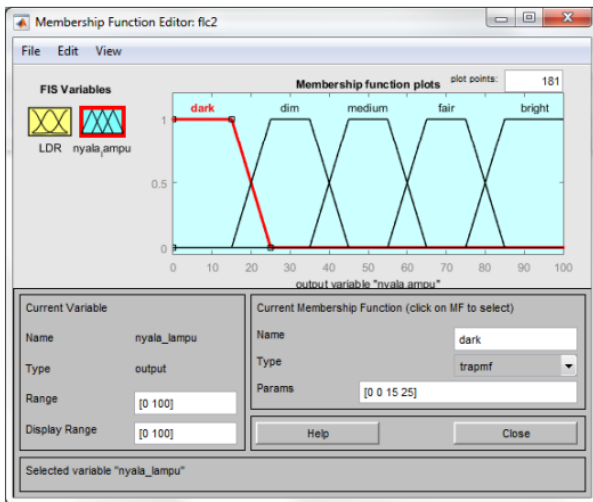 Membership Function Editor: flc2
File Edit View
FIS Variables
LDR nyala_lampu
Membership function plots plot points: 181
dark dim medium fair bright
1
0.5
0
0 10 20 30 40 50 60 70 80 90 100
output variable "nyala ampu"
Current Variable
Name nyala_lampu
Type output
Range [0 100]
Display Range [0 100]
Current Membership Function (click on MF to select)
Name dark
Type trapmf
Params [0 0 15 25]
Help Close
Selected variable "nyala_lampu"